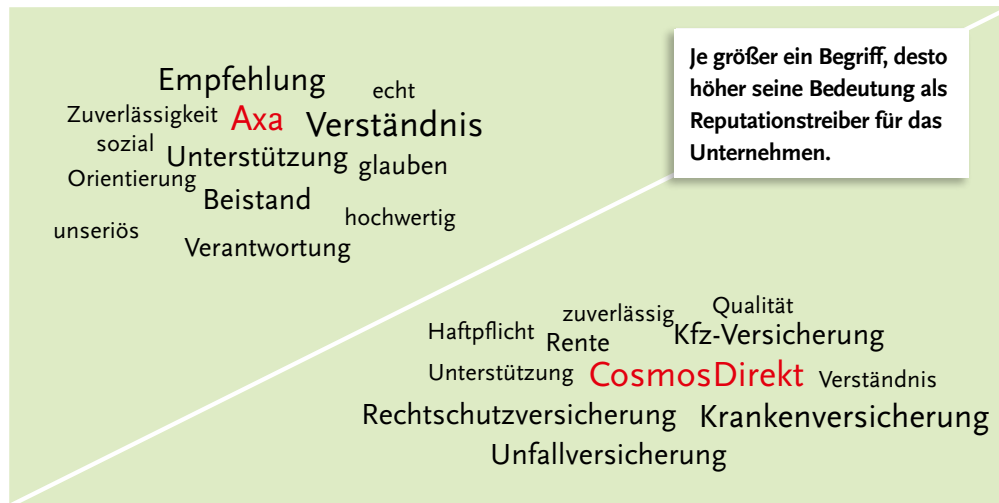 Je größer ein Begriff, desto
höher seine Bedeutung als
Reputationstreiber für das
Unternehmen.
Empfehlung
echt
Zuverlässigkeit Axa Verständnis
sozial Unterstützung glauben
Orientierung Beistand
hochwertig
unseriös
Verantwortung
zuverlässig Qualität
Haftpflicht Rente Kfz-Versicherung
Unterstützung CosmosDirekt Verständnis
Rechtschutzversicherung Krankenversicherung
Unfallversicherung